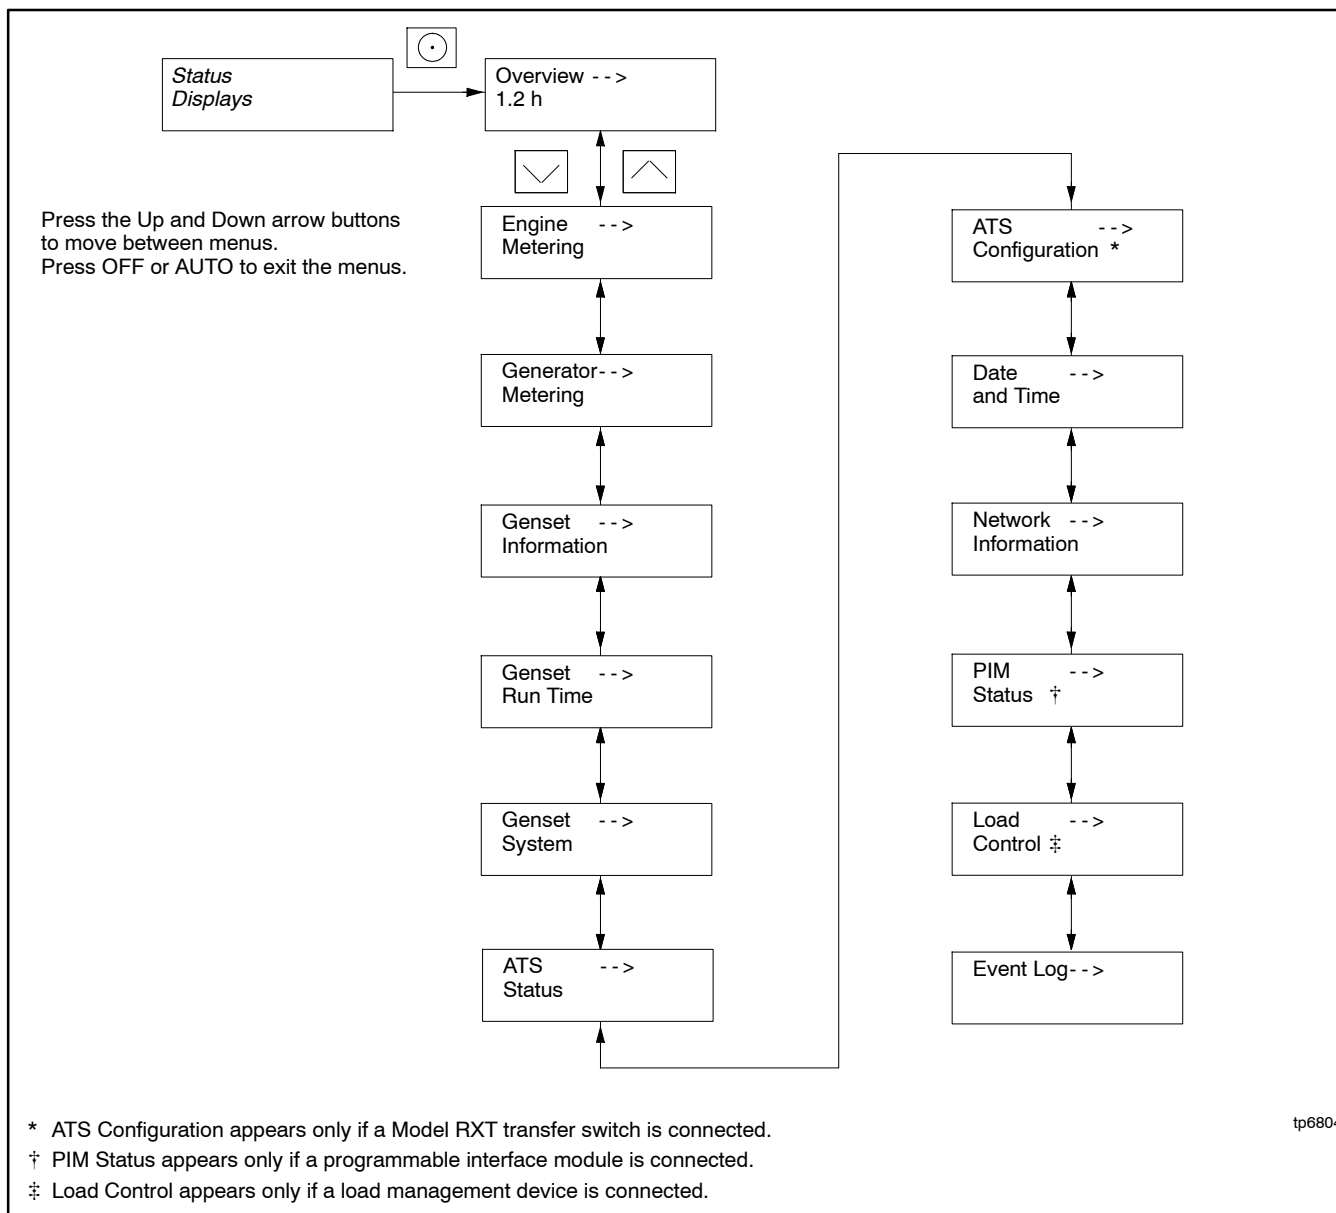 Status
Displays
Overview - - >
1.2 h
Press the Up and Down arrow buttons
to move between menus.
Press OFF or AUTO to exit the menus.
Engine - - >
Metering
Generator- - >
Metering
Genset - - >
Information
Genset - - >
Run Time
Genset - - >
System
ATS - - >
Status
ATS - - >
Configuration *
Date - - >
and Time
Network - - >
Information
PIM - - >
Status †
Load - - >
Control ‡
Event Log- - >
* ATS Configuration appears only if a Model RXT transfer switch is connected.
† PIM Status appears only if a programmable interface module is connected.
‡ Load Control appears only if a load management device is connected.
tp6804